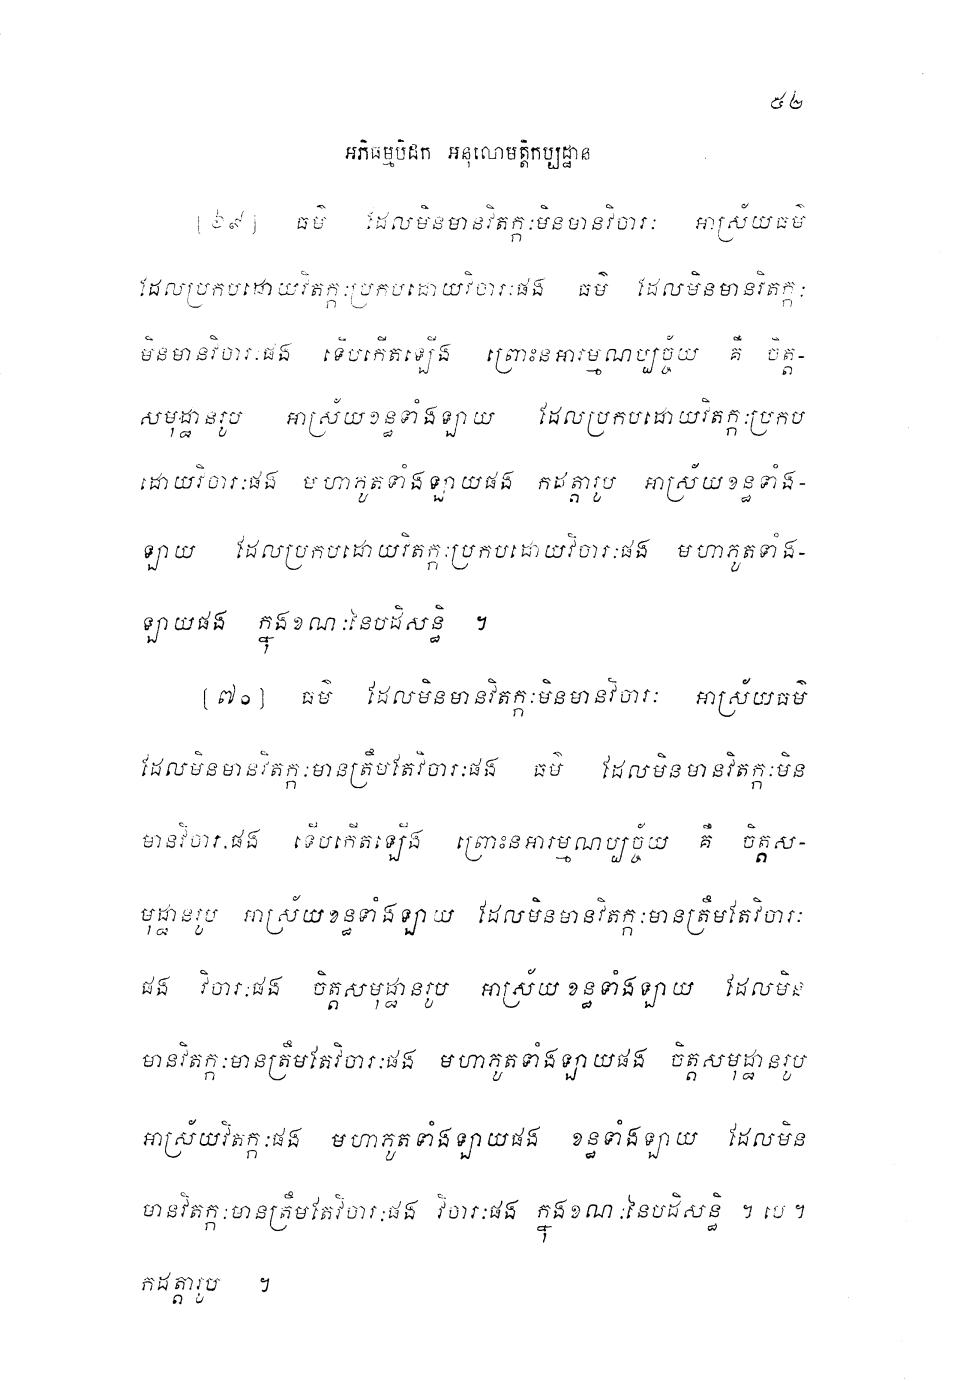 ៥៤
អភិធម្មបិដក អនុលោមត្តិកប្បដ្ឋាន
[៦៩] ធម៌ ដែលមិនមានវិតក្កៈមិនមានវិចារៈ អាស្រ័យធម៌
ដែលប្រកបដោយវិតក្កៈប្រកបដោយវិចារៈផង ធម៌ ដែលមិនមានវិតក្កៈ
មិនមានវិចារៈផង ទើបកើតឡើង ព្រោះនអារម្មណប្បច្ច័យ គឺ ចិត្ត-
សមុដ្ឋានរូប អាស្រ័យខន្ធទាំងឡាយ ដែលប្រកបដោយវិតក្កៈប្រកប
ដោយវិចារៈផង មហាភូតទាំងឡាយផង កដត្តារូប អាស្រ័យខន្ធទាំង-
ឡាយ ដែលប្រកបដោយវិតក្កៈប្រកបដោយវិចារៈផង មហាភូតទាំង-
ឡាយផង ក្នុងខណៈនៃបដិសន្ធិ ។
[៧០] ធម៌ ដែលមិនមានវិតក្កៈមិនមានវិចារៈ អាស្រ័យធម៌
ដែលមិនមានវិតក្កៈមានត្រឹមតែវិចារៈផង ធម៌ ដែលមិនមានវិតក្កៈមិន
មានវិចារៈផង ទើបកើតឡើង ព្រោះនអារម្មណប្បច្ច័យ គឺ ចិត្តស-
មុដ្ឋានរូប អាស្រ័យខន្ធទាំងឡាយ ដែលមិនមានវិតក្កៈមានត្រឹមតែវិចារៈ
ផង វិចារៈផង ចិត្តសមុដ្ឋានរូប អាស្រ័យខន្ធទាំងឡាយ ដែលមិន
មានវិតក្កៈមានត្រឹមតែវិចារៈផង មហាភូតទាំងឡាយផង ចិត្តសមុដ្ឋានរូប
អាស្រ័យវិតក្កៈផង មហាភូតទាំងឡាយផង ខន្ធទាំងឡាយ ដែលមិន
មានវិតក្កៈមានត្រឹមតែវិចារៈផង វិចារៈផង ក្នុងខណៈនៃបដិសន្ធិ ។ បេ ។
កដត្តារូប ។